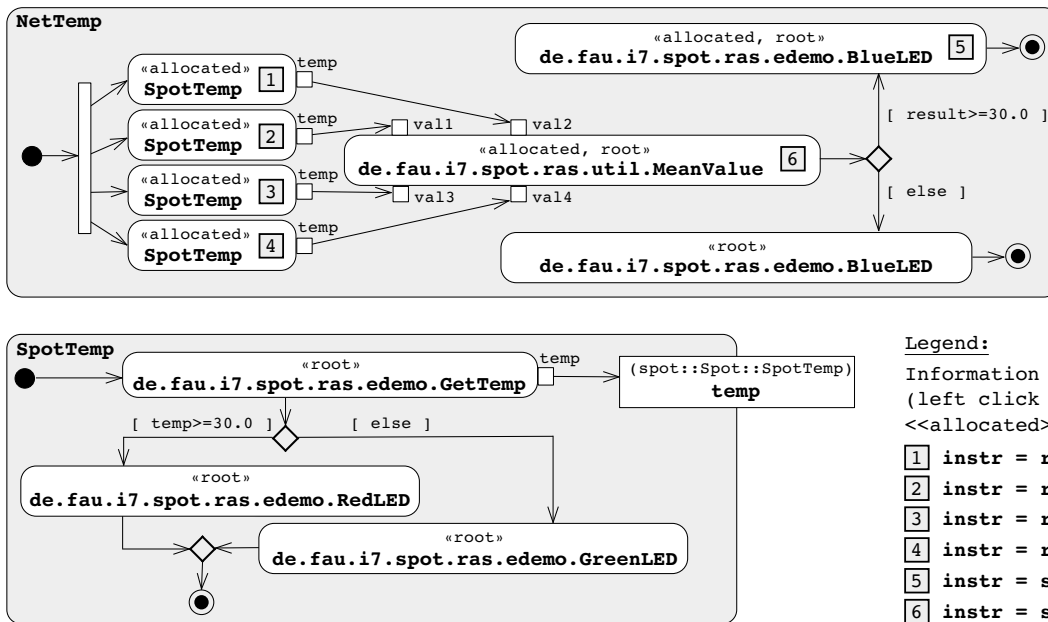 NetTemp
«allocated»
SpotTemp
1
temp
«allocated»
SpotTemp
2
temp
«allocated»
SpotTemp
3
temp
«allocated»
SpotTemp
4
temp
val1
val2
«allocated, root»
de.fau.i7.spot.ras.util.MeanValue
6
val3
val4
«allocated, root»
de.fau.i7.spot.ras.edemo.BlueLED
5
[ result>=30.0 ]
[ else ]
«root»
de.fau.i7.spot.ras.edemo.BlueLED
SpotTemp
«root»
de.fau.i7.spot.ras.edemo.GetTemp
temp
(spot::Spot::SpotTemp)
temp
[ temp>=30.0 ]
[ else ]
«root»
de.fau.i7.spot.ras.edemo.RedLED
«root»
de.fau.i7.spot.ras.edemo.GreenLED
Legend:
Information
(left click
<<allocated>
1 instr = r
2 instr = r
3 instr = r
4 instr = r
5 instr = s
6 instr = s